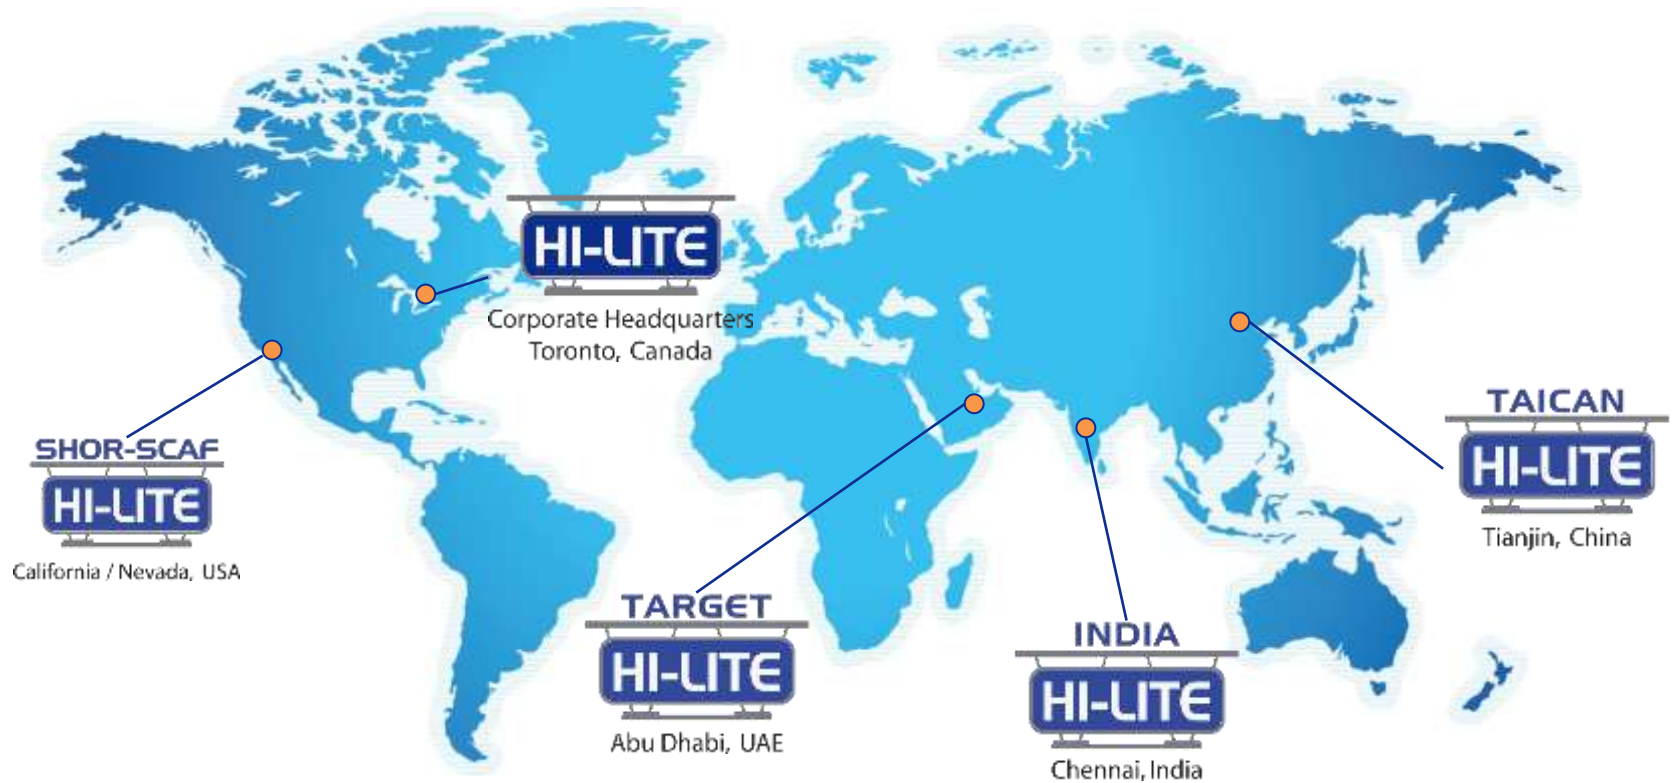 HI-LITE
Corporate Headquarters
Toronto, Canada
SHOR-SCAF
HI-LITE
California / Nevada, USA
TARGET
HI-LITE
Abu Dhabi, UAE
INDIA
HI-LITE
Chennai, India
TAICAN
HI-LITE
Tianjin, China